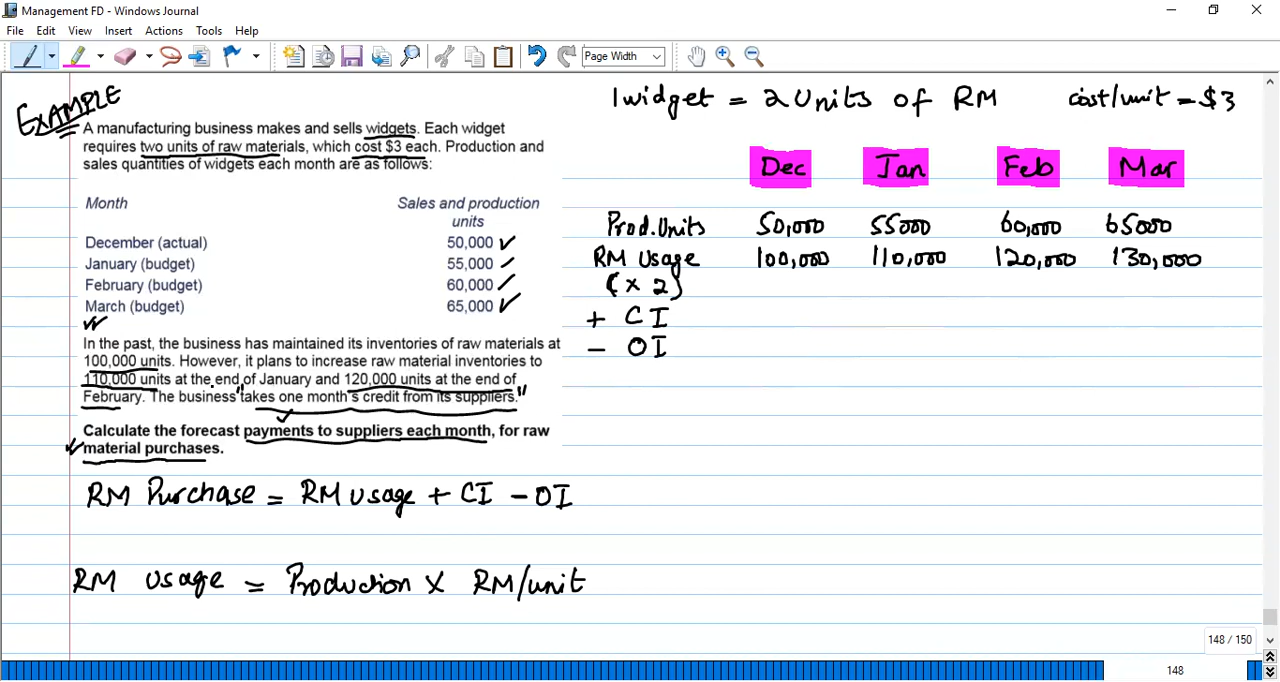 Management FD - Windows Journal
File Edit View Insert Actions Tools Help
Page Width
EXAMPLE
A manufacturing business makes and sells widgets. Each widget
requires two units of raw materials, which cost $3 each. Production and
sales quantities of widgets each month are as follows:
Month Sales and production
units
December (actual) 50,000
January (budget) 55,000
February (budget) 60,000
March (budget) 65,000
In the past, the business has maintained its inventories of raw materials at
100,000 units. However, it plans to increase raw material inventories to
110,000 units at the end of January and 120,000 units at the end of
February. The business "takes one month's credit from its suppliers."
Calculate the forecast payments to suppliers each month, for raw
material purchases.
RM Purchase = RM Usage + CI - OI
RM Usage = Production X RM/unit
1 widget = 2 Units of RM cost/unit = $3
Dec Jan Feb Mar
Prod. Units 50,000 55000 60,000 65000
RM Usage 100,000 110,000 120,000 130,000
(x 2)
+ CI
- OI
148 / 150
148